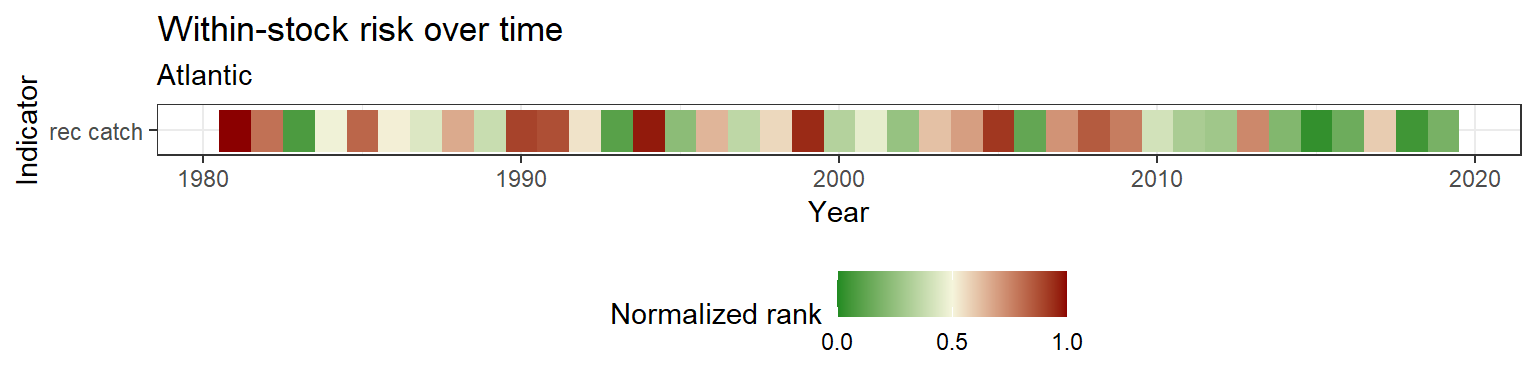 Within-stock risk over time
Atlantic
Indicator
rec catch
1980 1990 2000 2010 2020
Year
Normalized rank
0.0 0.5 1.0